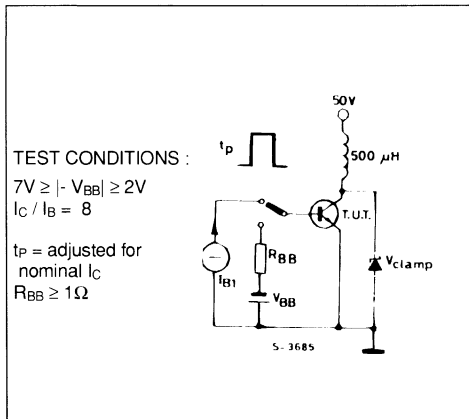 50V
500 μH
tp
TEST CONDITIONS :
7V ≥ |- VBB| ≥ 2V
IC / IB = 8
T.U.T.
tP = adjusted for
nominal IC
RBB ≥ 1Ω
RBB
IB1
VBB
Vclamp
S-3685